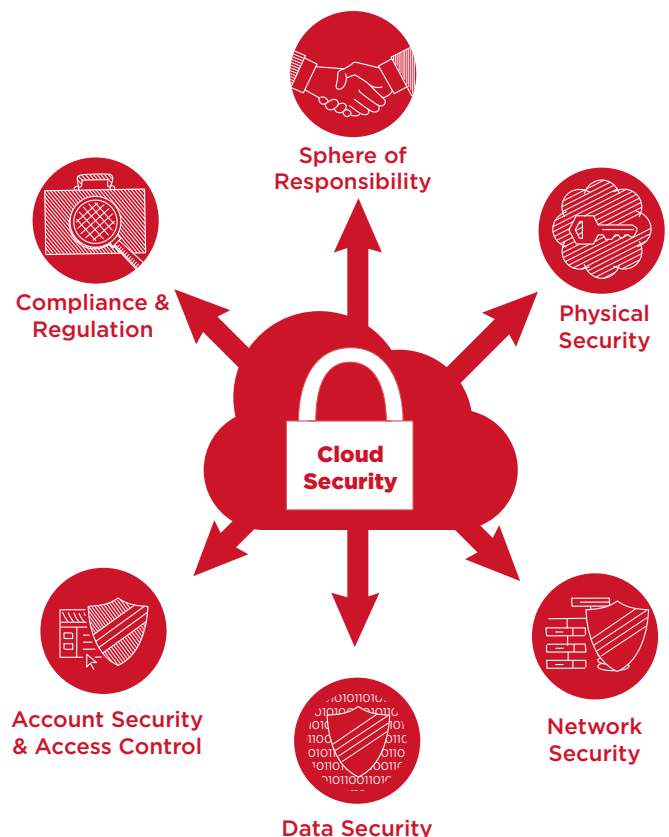 Sphere of
Responsibility
Compliance &
Regulation
Physical
Security
Cloud
Security
Account Security
& Access Control
Network
Security
Data Security